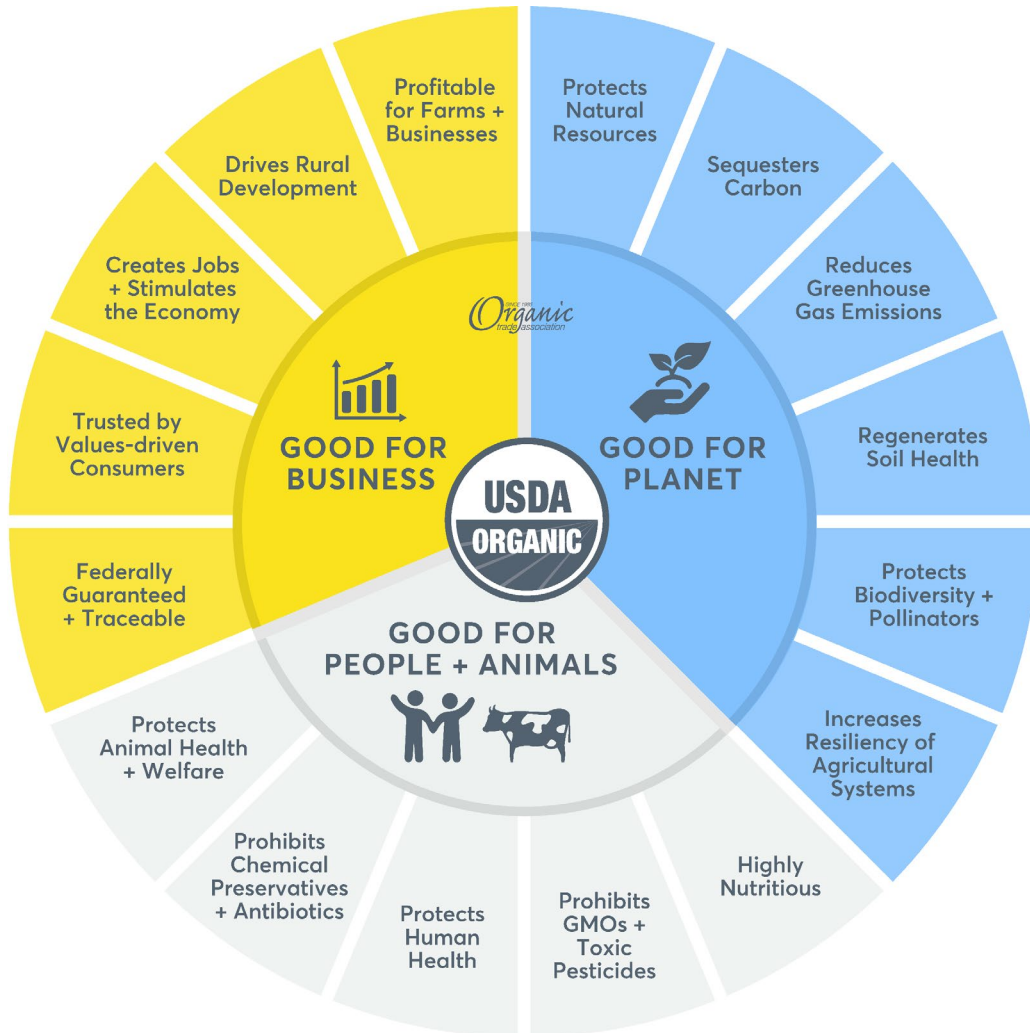 Profitable
for Farms +
Businesses
Protects
Natural
Resources
Drives Rural
Development
Sequesters
Carbon
Creates Jobs
+ Stimulates
the Economy
Reduces
Greenhouse
Gas Emissions
SINCE 1985
Organic
trade association
GOOD FOR
BUSINESS
GOOD FOR
PLANET
Trusted by
Values-driven
Consumers
Regenerates
Soil Health
USDA
ORGANIC
Federally
Guaranteed
+ Traceable
Protects
Biodiversity +
Pollinators
GOOD FOR
PEOPLE + ANIMALS
Protects
Animal Health
+ Welfare
Increases
Resiliency of
Agricultural
Systems
Prohibits
Chemical
Preservatives
+ Antibiotics
Protects
Human
Health
Prohibits
GMOs +
Toxic
Pesticides
Highly
Nutritious